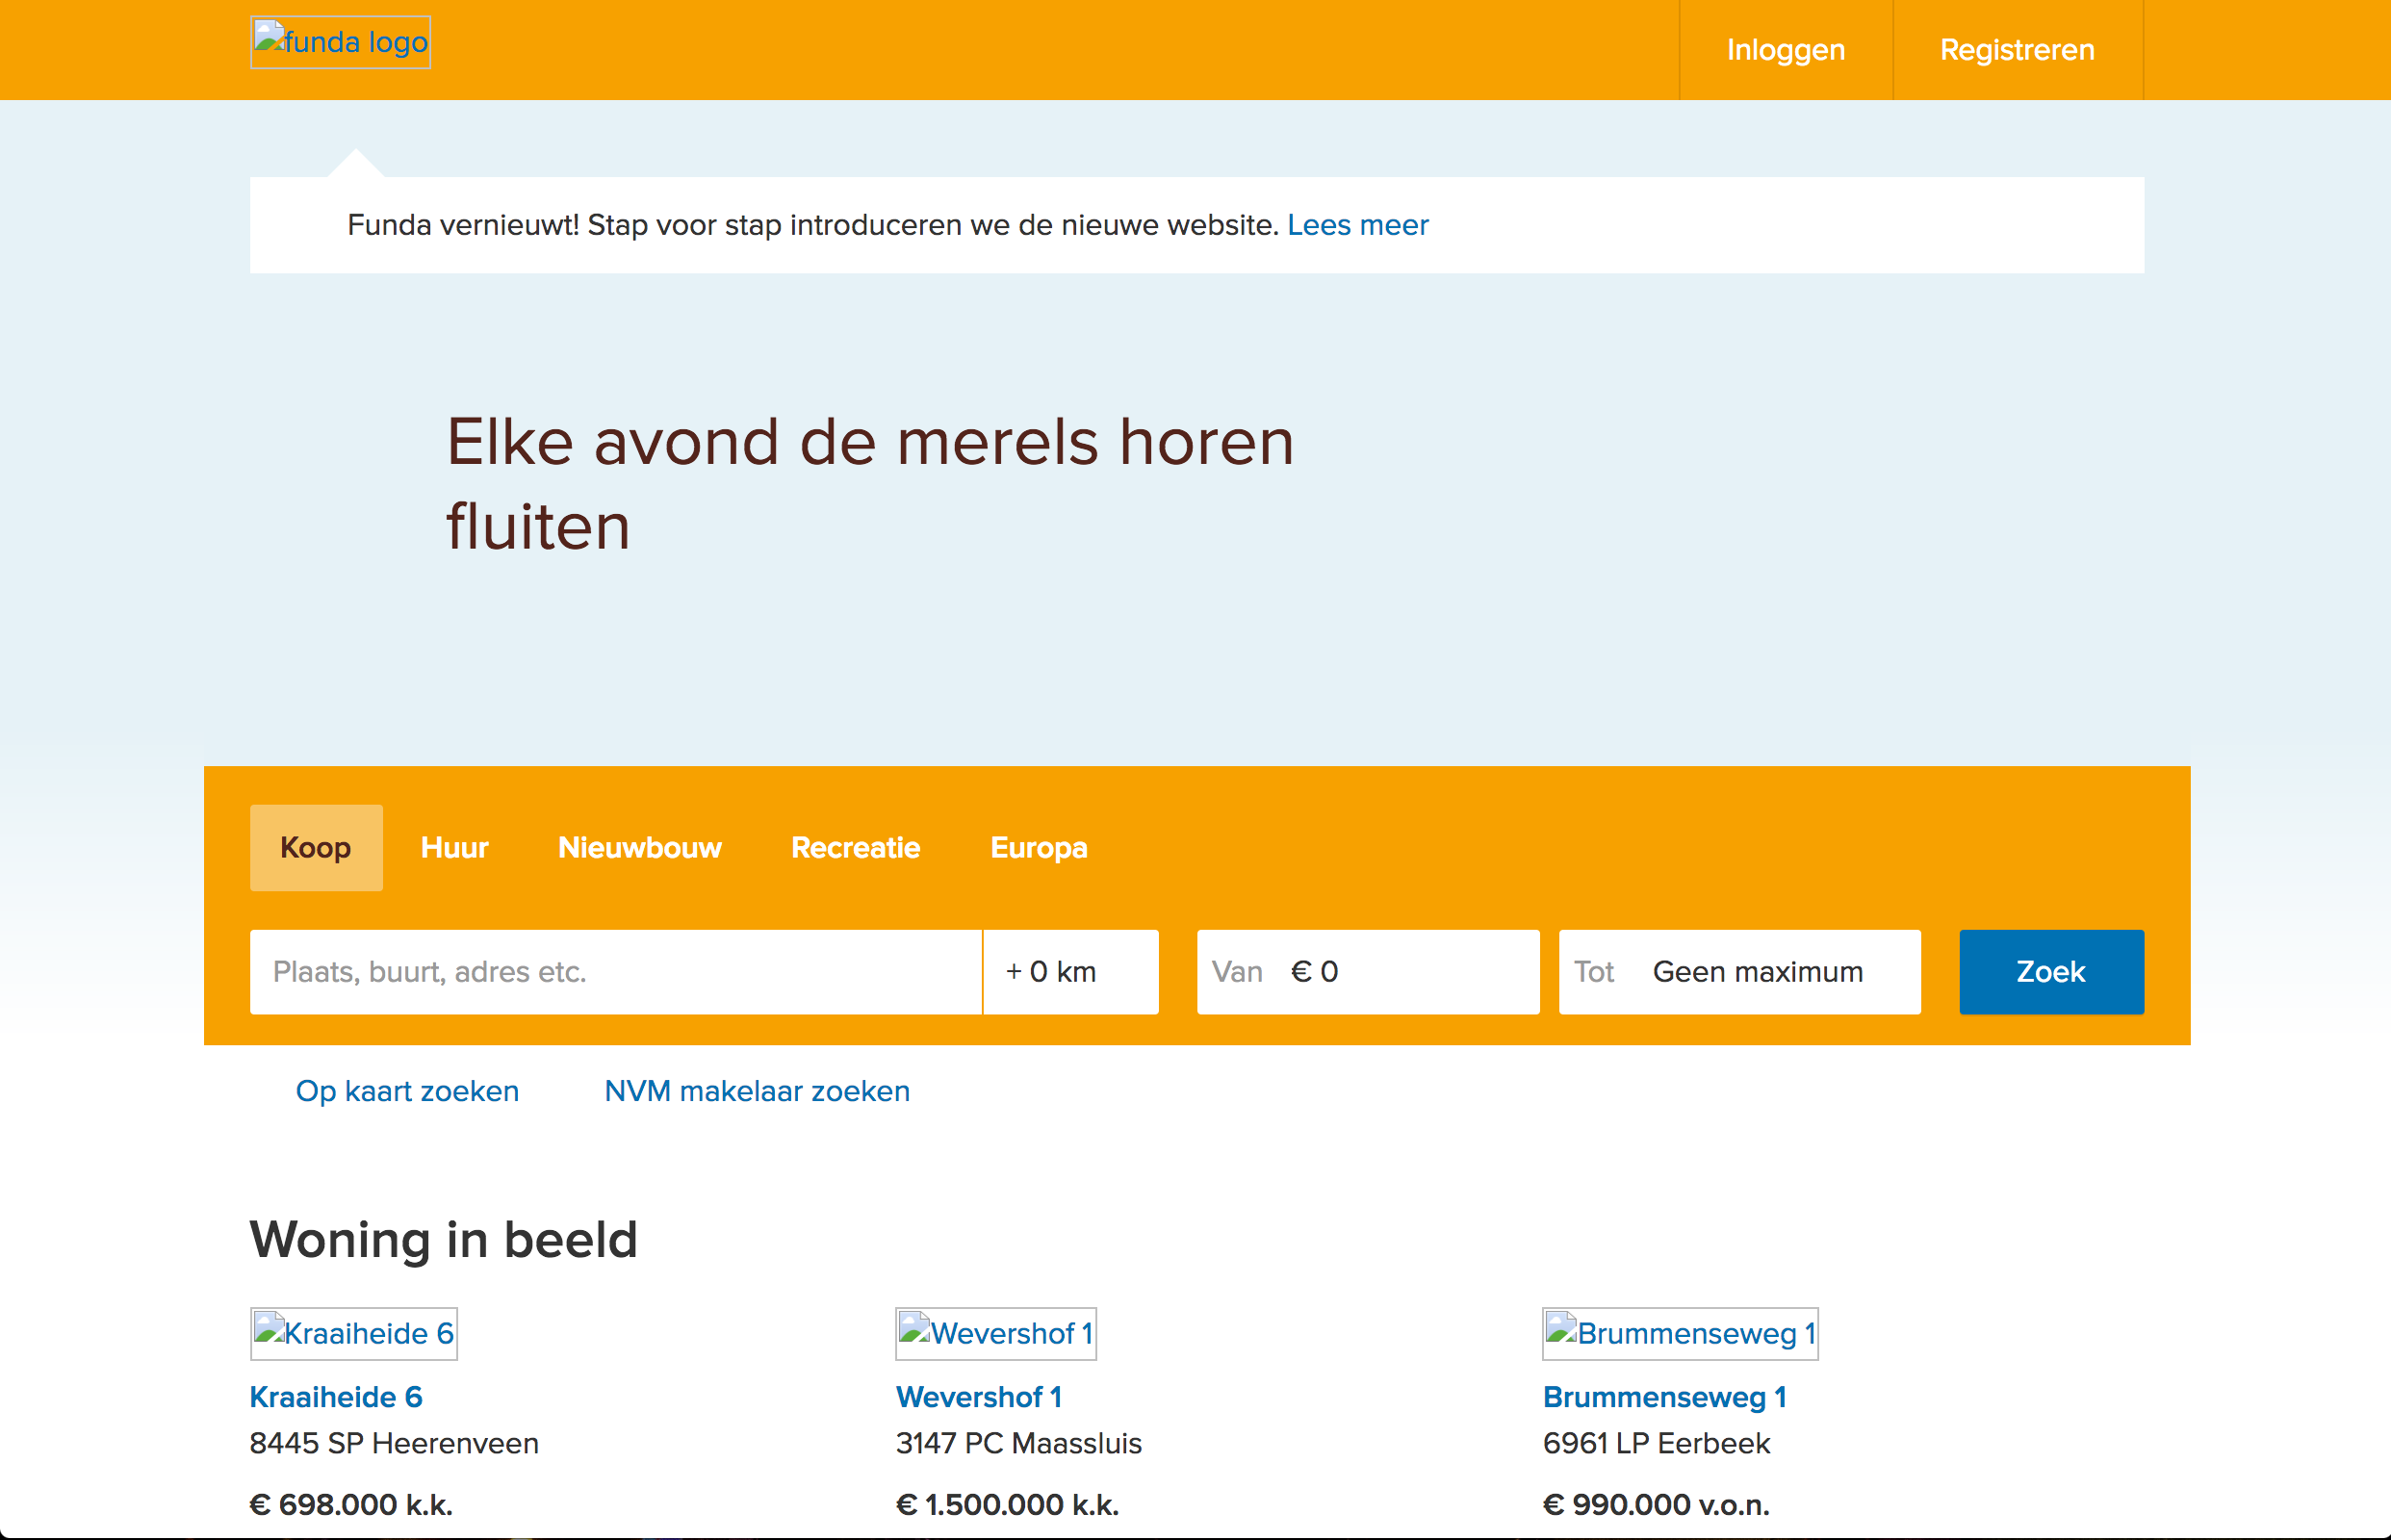 funda logo
Inloggen
Registreren
Funda vernieuwt! Stap voor stap introduceren we de nieuwe website. Lees meer
Elke avond de merels horen
fluiten
Koop
Huur
Nieuwbouw
Recreatie
Europa
Plaats, buurt, adres etc.
+ 0 km
Van € 0
Tot Geen maximum
Zoek
Op kaart zoeken
NVM makelaar zoeken
Woning in beeld
Kraaiheide 6
Kraaiheide 6
8445 SP Heerenveen
€ 698.000 k.k.
Wevershof 1
Wevershof 1
3147 PC Maassluis
€ 1.500.000 k.k.
Brummenseweg 1
Brummenseweg 1
6961 LP Eerbeek
€ 990.000 v.o.n.